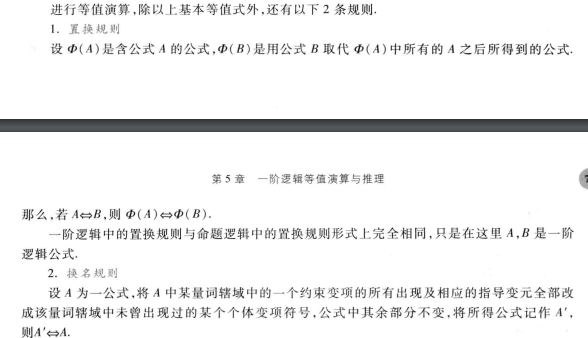 进行等值演算,除以上基本等值式外,还有以下 2 条规则.
1. 置换规则
设 Φ(A)是含公式 A 的公式,Φ(B)是用公式 B 取代 Φ(A)中所有的 A 之后所得到的公式.
第 5 章 一阶逻辑等值演算与推理
那么,若 A⇔B,则 Φ(A)⇔Φ(B).
一阶逻辑中的置换规则与命题逻辑中的置换规则形式上完全相同,只是在这里 A,B 是一阶
逻辑公式.
2. 换名规则
设 A 为一公式,将 A 中某量词辖域中的一个约束变项的所有出现及相应的指导变元全部改
成该量词辖域中未曾出现过的某个个体变项符号,公式中其余部分不变,将所得公式记作 A′,
则A′⇔A.